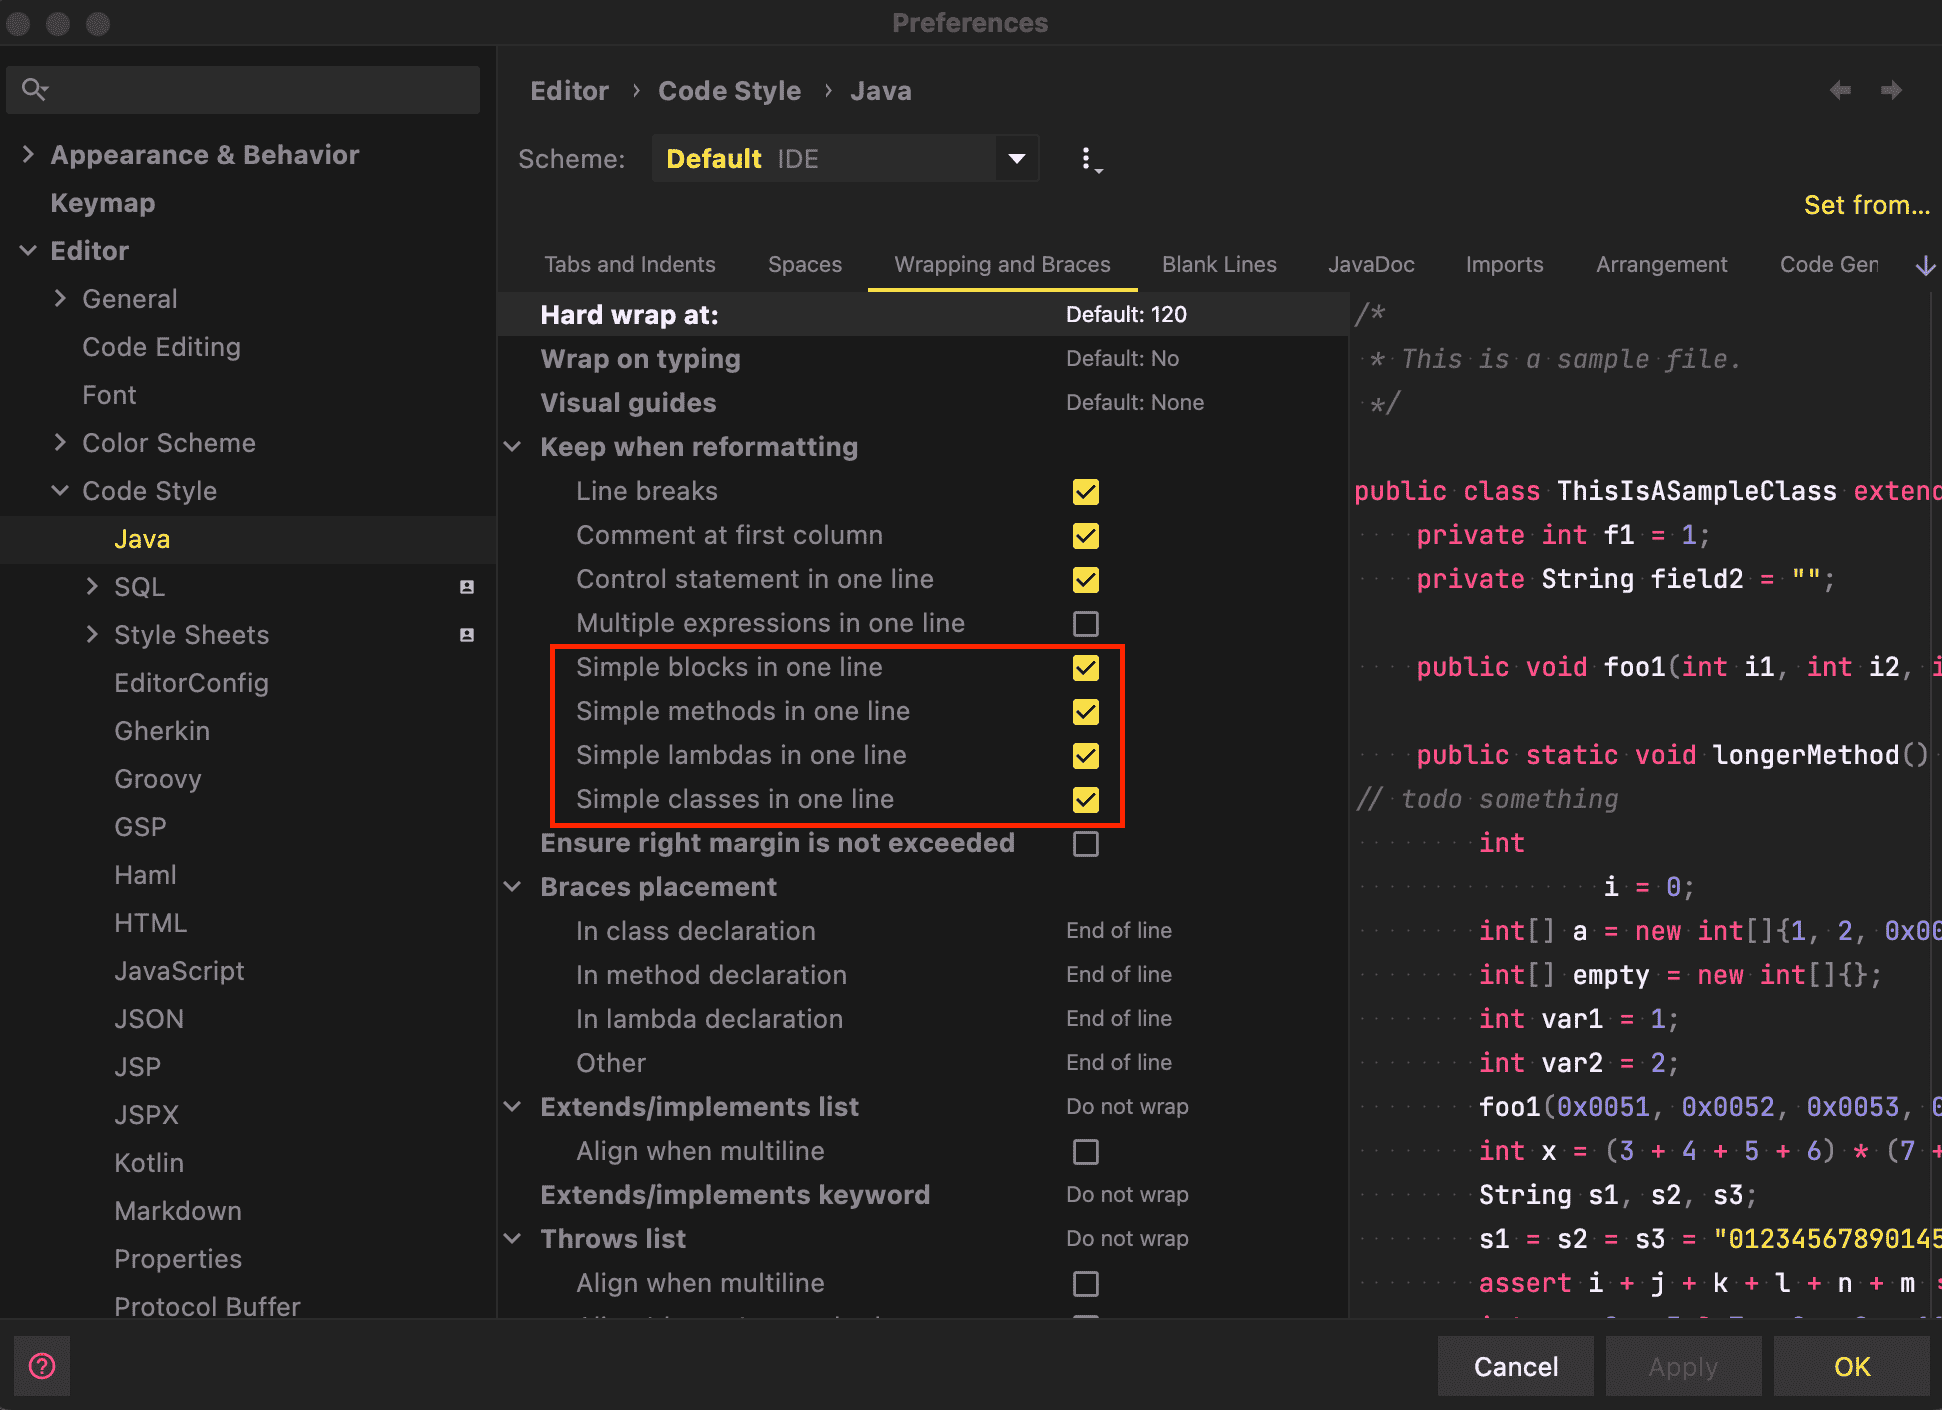 Preferences
Appearance & Behavior
Keymap
Editor
General
Code Editing
Font
Color Scheme
Code Style
Java
SQL
Style Sheets
EditorConfig
Gherkin
Groovy
GSP
Haml
HTML
JavaScript
JSON
JSP
JSPX
Kotlin
Markdown
Properties
Protocol Buffer
Editor › Code Style › Java
Scheme: Default IDE
Set from...
Tabs and Indents Spaces Wrapping and Braces Blank Lines JavaDoc Imports Arrangement Code Gen
Hard wrap at: Default: 120
Wrap on typing Default: No
Visual guides Default: None
Keep when reformatting
Line breaks
Comment at first column
Control statement in one line
Multiple expressions in one line
Simple blocks in one line
Simple methods in one line
Simple lambdas in one line
Simple classes in one line
Ensure right margin is not exceeded
Braces placement
In class declaration End of line
In method declaration End of line
In lambda declaration End of line
Other End of line
Extends/implements list Do not wrap
Align when multiline
Extends/implements keyword Do not wrap
Throws list Do not wrap
Align when multiline
/*
* This is a sample file.
*/
public class ThisIsASampleClass extend
private int f1 = 1;
private String field2 = "";
public void foo1(int i1, int i2, i
public static void longerMethod()
// todo something
int
i = 0;
int[] a = new int[]{1, 2, 0x00
int[] empty = new int[]{};
int var1 = 1;
int var2 = 2;
foo1(0x0051, 0x0052, 0x0053, 0
int x = (3 + 4 + 5 + 6) * (7 +
String s1, s2, s3;
s1 = s2 = s3 = "01234567890145
assert i + j + k + l + n + m
Cancel Apply OK